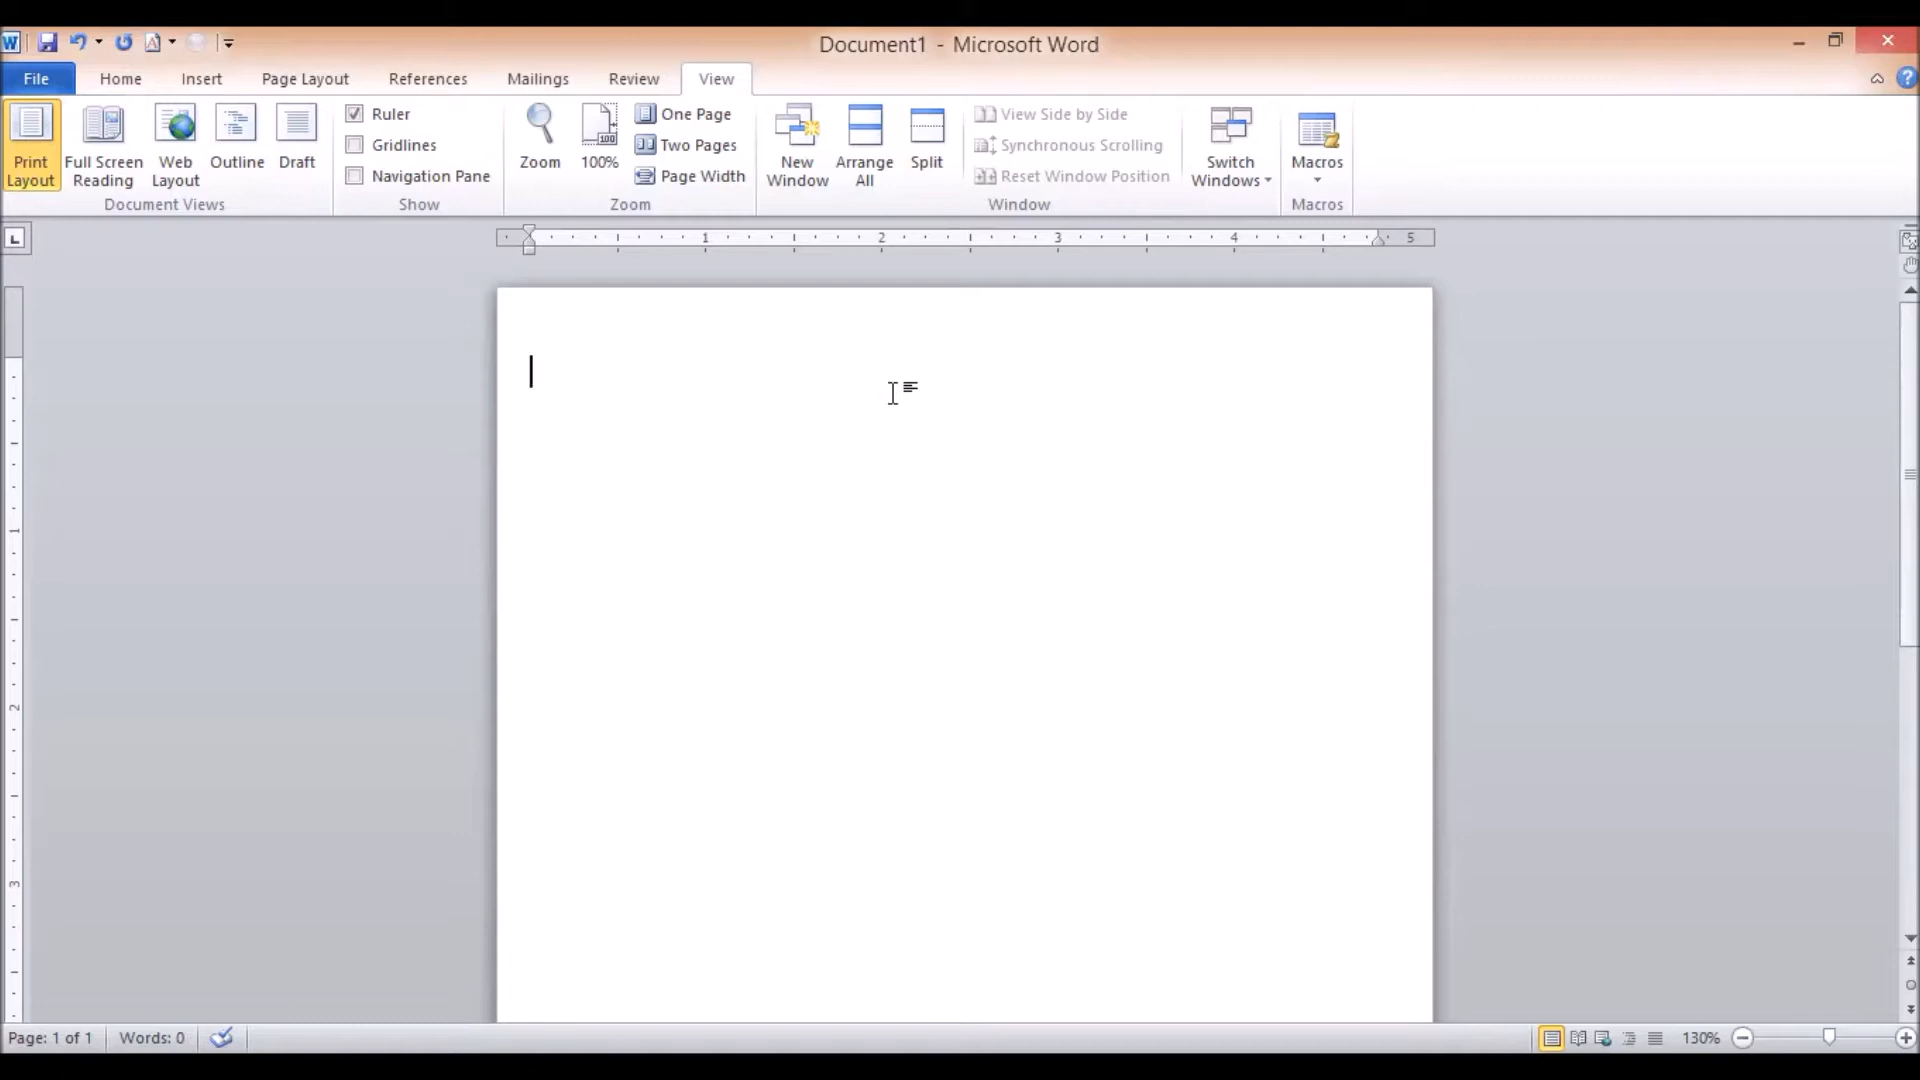 Document1 - Microsoft Word
File Home Insert Page Layout References Mailings Review View
Print Layout
Full Screen Reading
Web Layout
Outline
Draft
Document Views
Ruler
Gridlines
Navigation Pane
Show
Zoom
100%
One Page
Two Pages
Page Width
Zoom
New Window
Arrange All
Split
View Side by Side
Synchronous Scrolling
Reset Window Position
Switch Windows
Window
Macros
Macros
1 2 3 4 5
1
2
3
Page: 1 of 1 Words: 0 130%